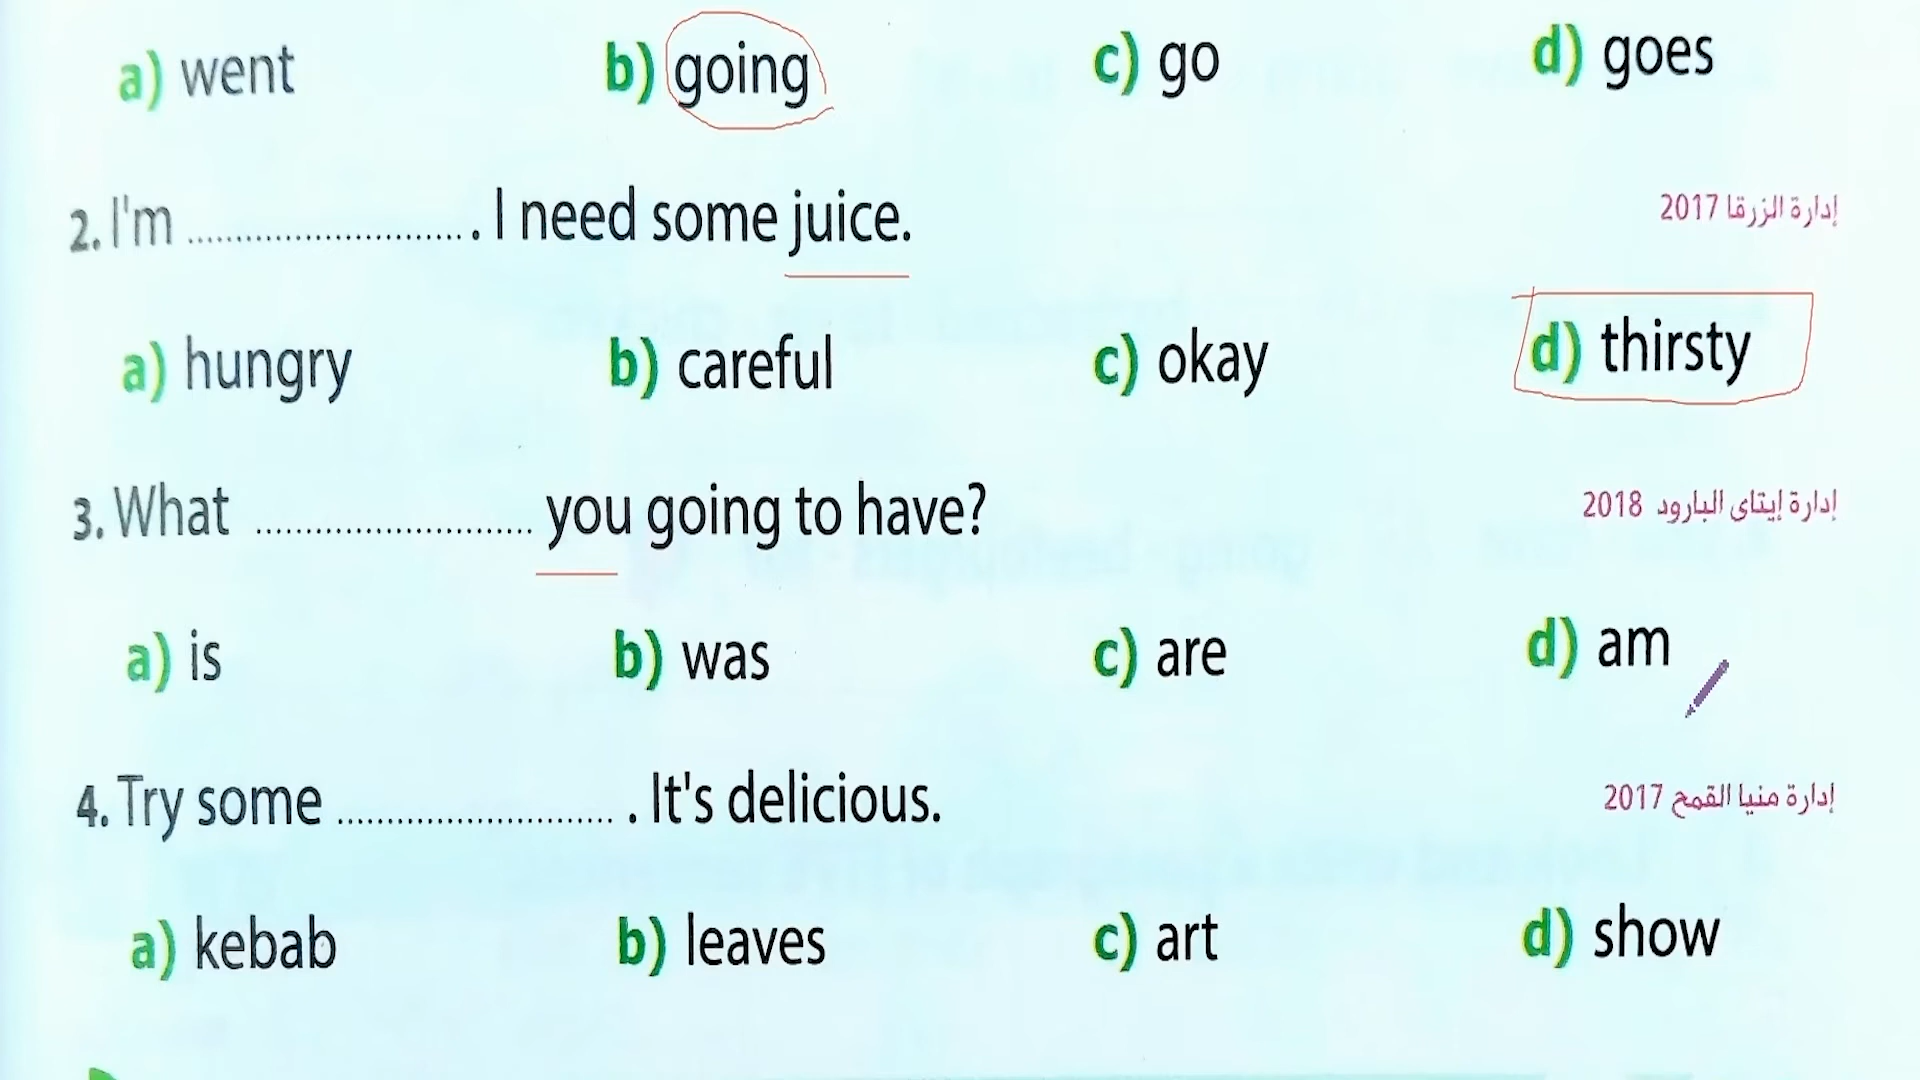 a) went b) going c) go d) goes
2. I'm ............................ . I need some juice. إدارة الزرقا 2017
a) hungry b) careful c) okay d) thirsty
3. What ............................ you going to have? إدارة إيتاى البارود 2018
a) is b) was c) are d) am
4. Try some ............................ . It's delicious. إدارة منيا القمح 2017
a) kebab b) leaves c) art d) show